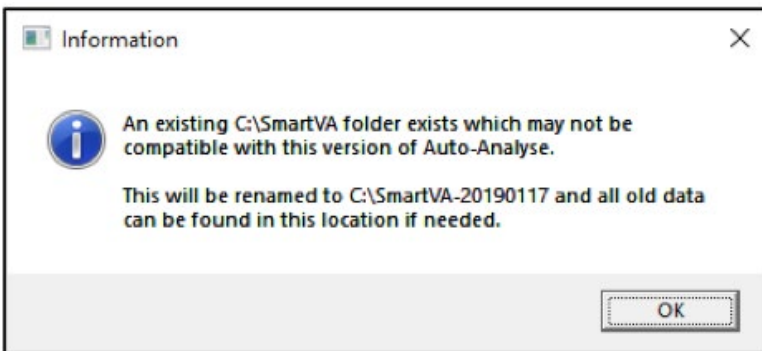 Information
An existing C:\SmartVA folder exists which may not be
compatible with this version of Auto-Analyse.
This will be renamed to C:\SmartVA-20190117 and all old data
can be found in this location if needed.
OK